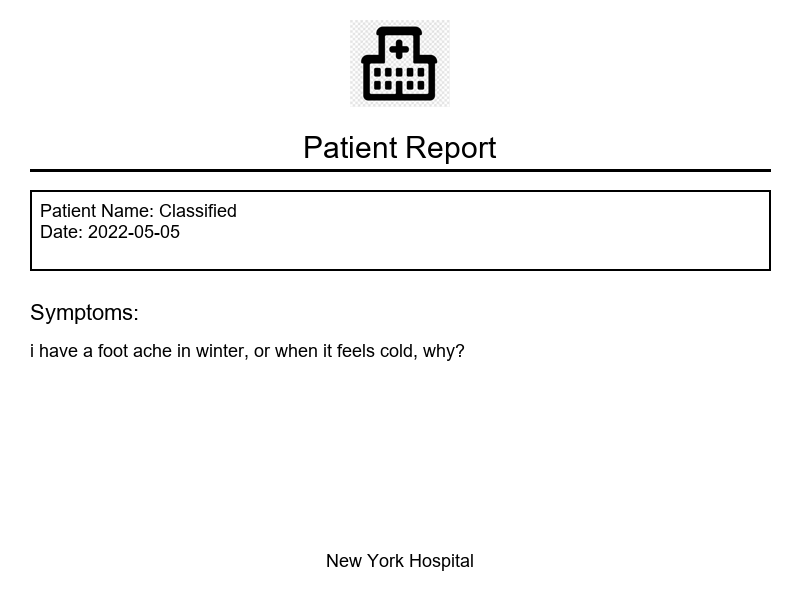 Patient Report
Patient Name: Classified
Date: 2022-05-05
Symptoms:
i have a foot ache in winter, or when it feels cold, why?
New York Hospital